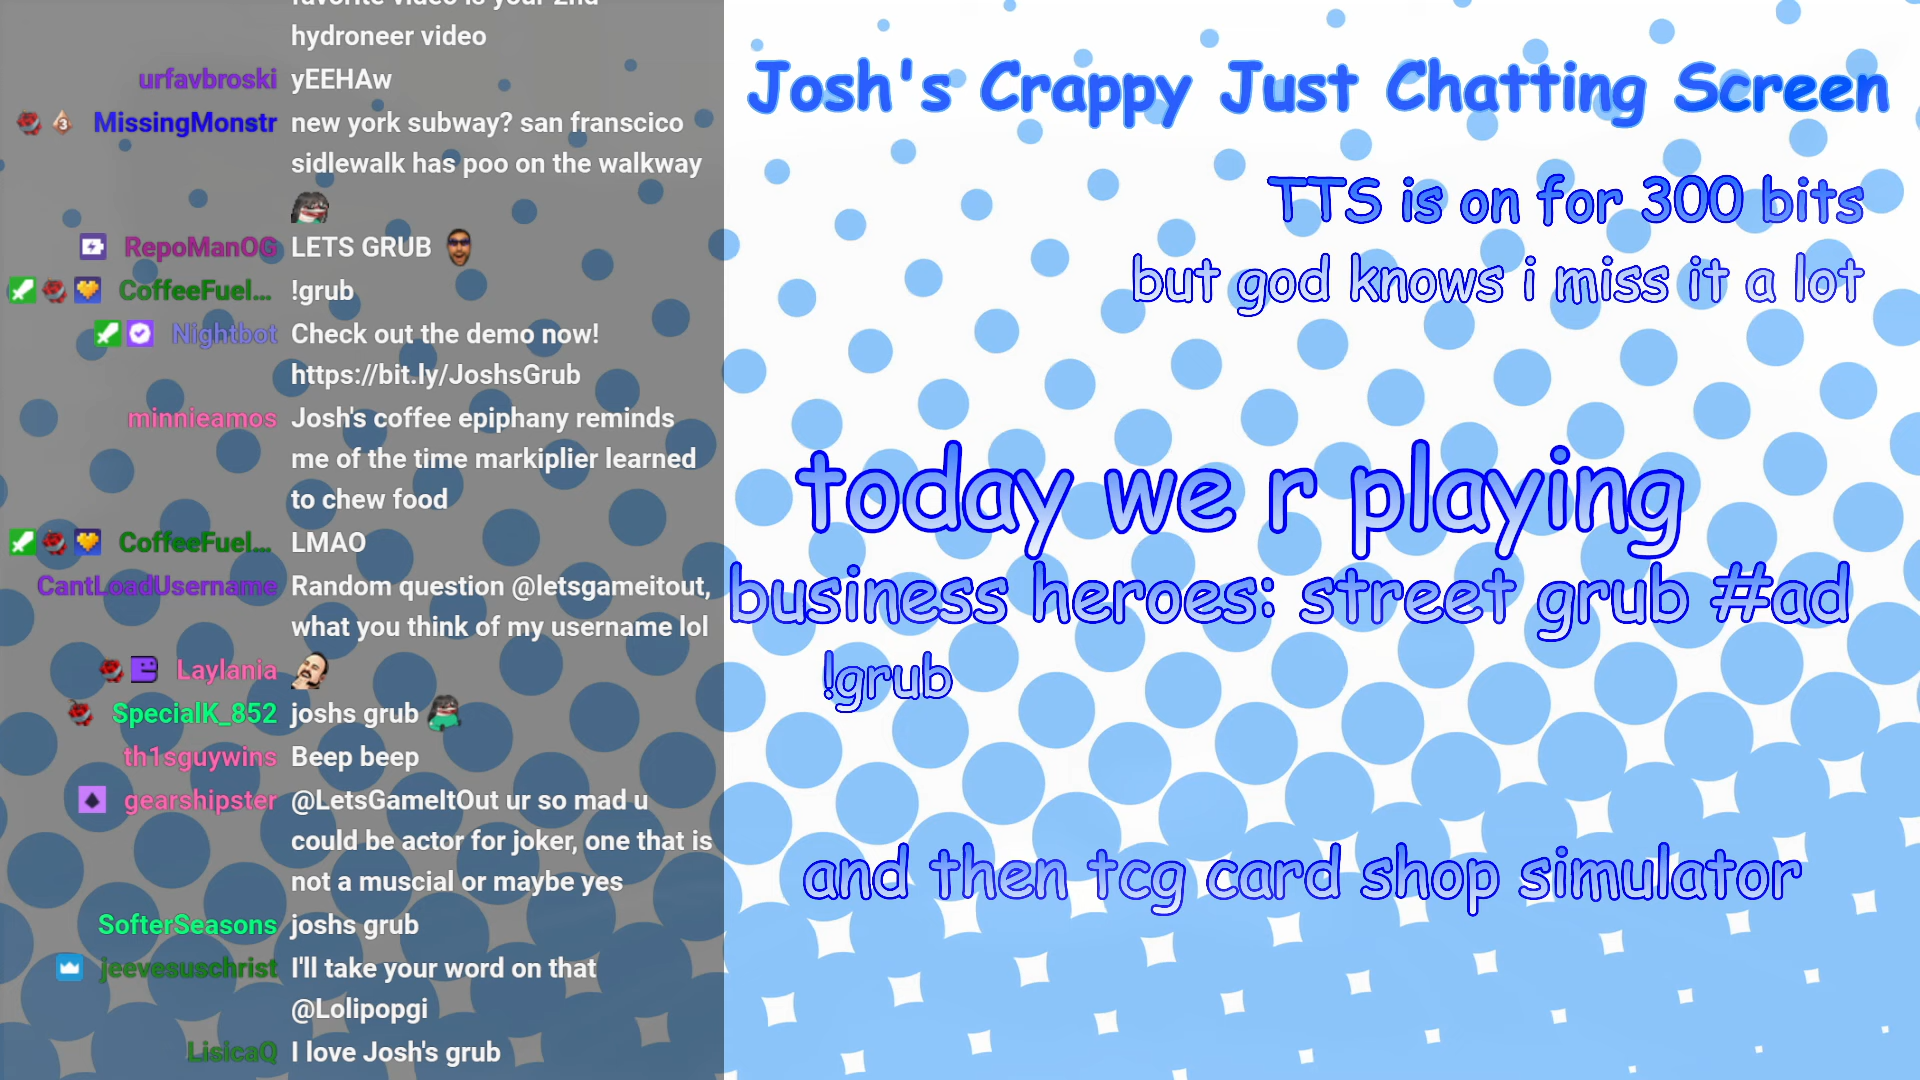 hydroneer video
urfavbroski yEEHAw
MissingMonstr new york subway? san franscico
sidlewalk has poo on the walkway
RepoManOG LETS GRUB
CoffeeFuel... !grub
Nightbot Check out the demo now!
https://bit.ly/JoshsGrub
minnieamos Josh's coffee epiphany reminds
me of the time markiplier learned
to chew food
CoffeeFuel... LMAO
CantLoadUsername Random question @letsgameitout,
what you think of my username lol
Laylania
SpecialK_852 joshs grub
th1sguywins Beep beep
gearshipster @LetsGameItOut ur so mad u
could be actor for joker, one that is
not a muscial or maybe yes
SofterSeasons joshs grub
jeevesuschrist I'll take your word on that
@Lolipopgi
LisicaQ I love Josh's grub
Josh's Crappy Just Chatting Screen
TTS is on for 300 bits
but god knows i miss it a lot
today we r playing
business heroes: street grub #ad
!grub
and then tcg card shop simulator